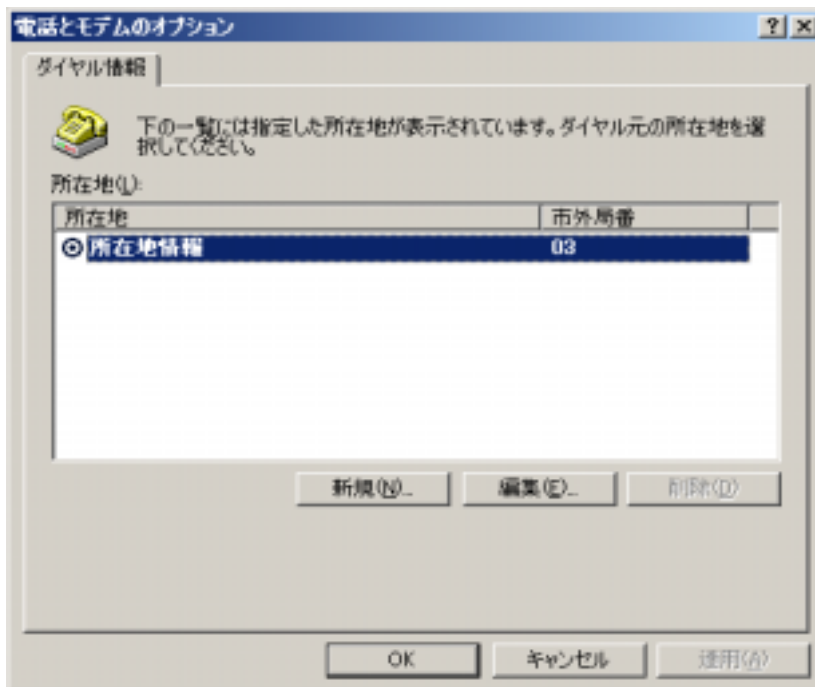 電話とモデムのオプション
ダイヤル情報
下の一覧には指定した所在地が表示されています。ダイヤル元の所在地を選
択してください。
所在地(L):
所在地 市外局番
所在地情報 03
新規(N)... 編集(E)... 削除(D)
OK キャンセル 適用(A)